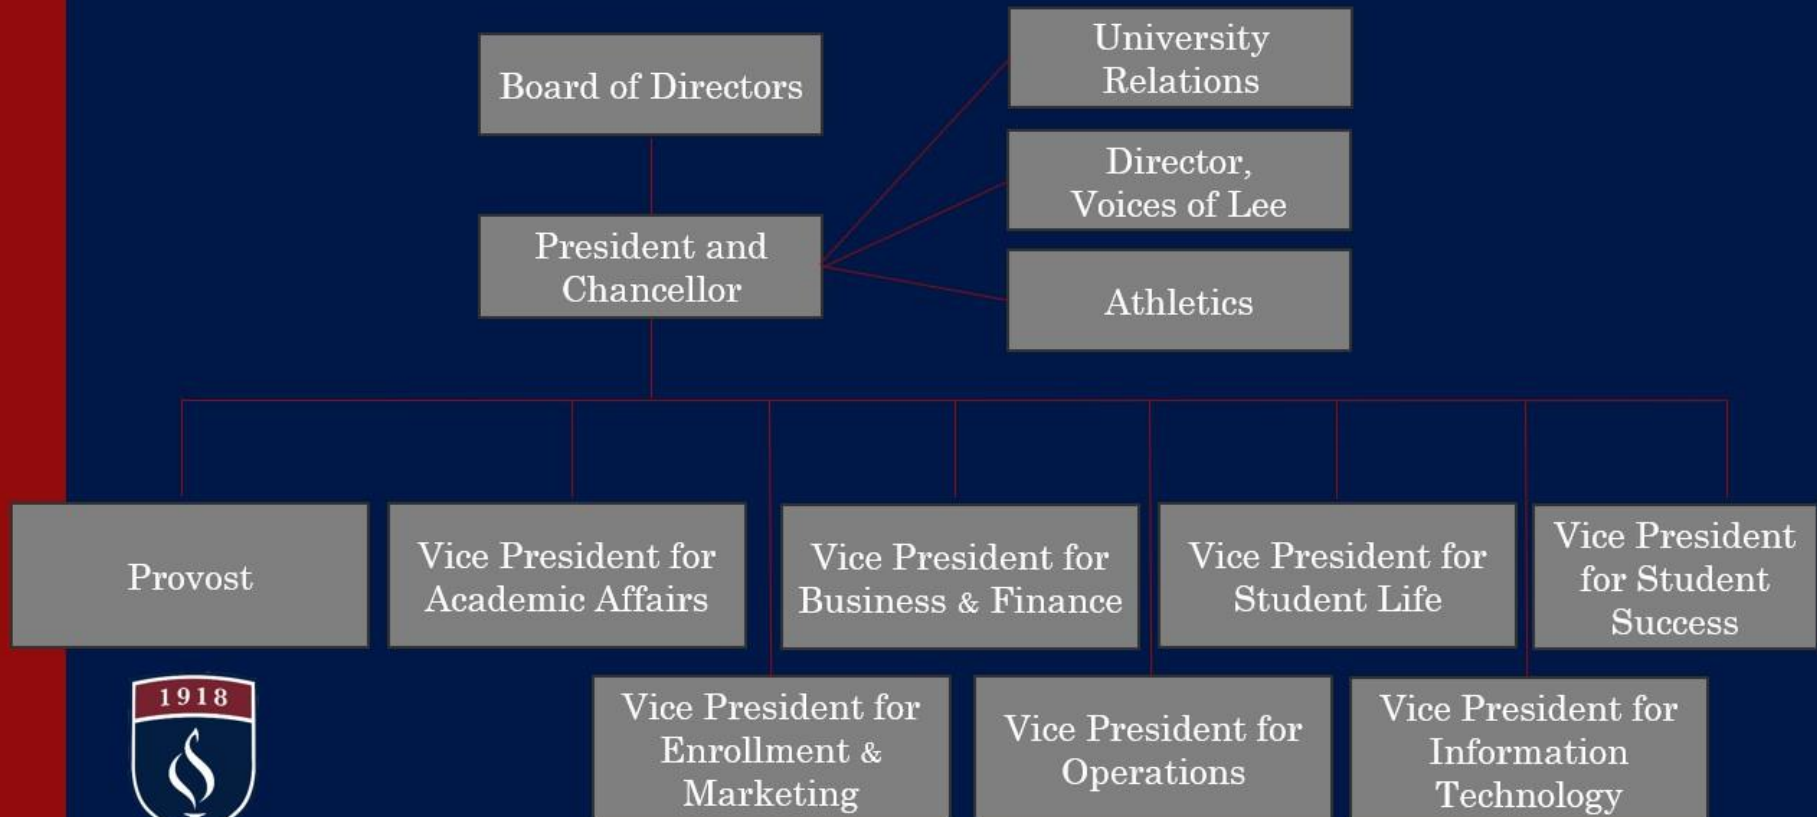 Board of Directors
University
Relations
Director,
Voices of Lee
President and
Chancellor
Athletics
Provost
Vice President for
Academic Affairs
Vice President for
Business & Finance
Vice President for
Student Life
Vice President
for Student
Success
1918
Vice President for
Enrollment &
Marketing
Vice President for
Operations
Vice President for
Information
Technology